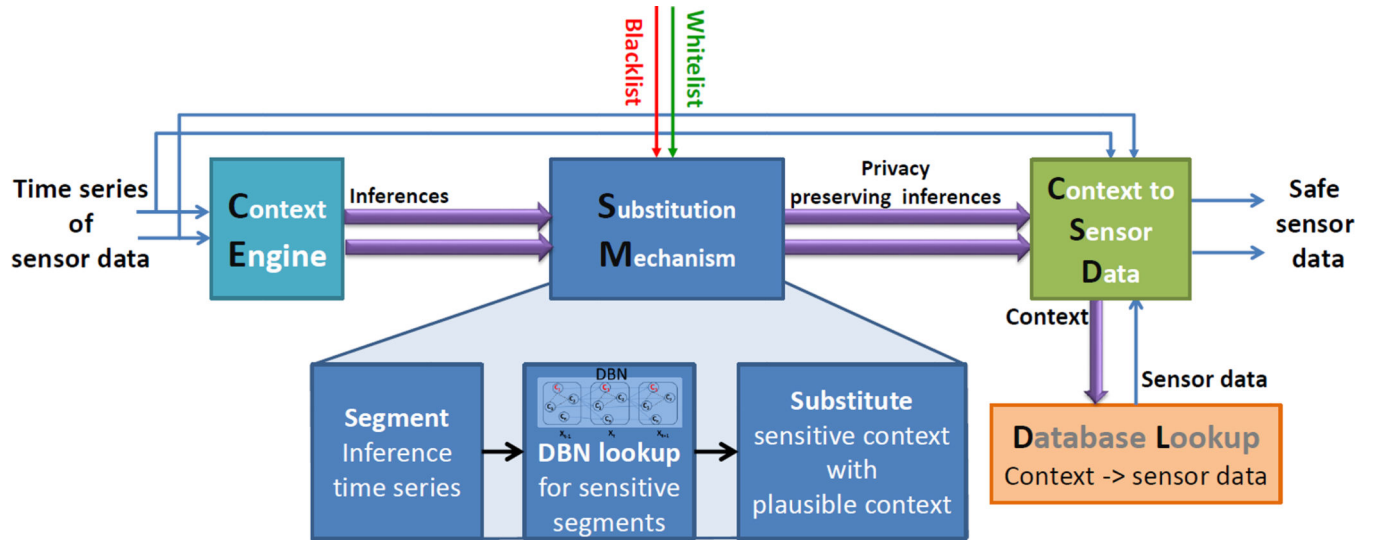 Blacklist
Whitelist
Time series
of
sensor data
Context
Engine
Inferences
Substitution
Mechanism
Privacy
preserving inferences
Context to
Sensor
Data
Safe
sensor
data
Context
Sensor data
Database Lookup
Context -> sensor data
Segment
Inference
time series
DBN
DBN lookup
for sensitive
segments
Substitute
sensitive context
with
plausible context